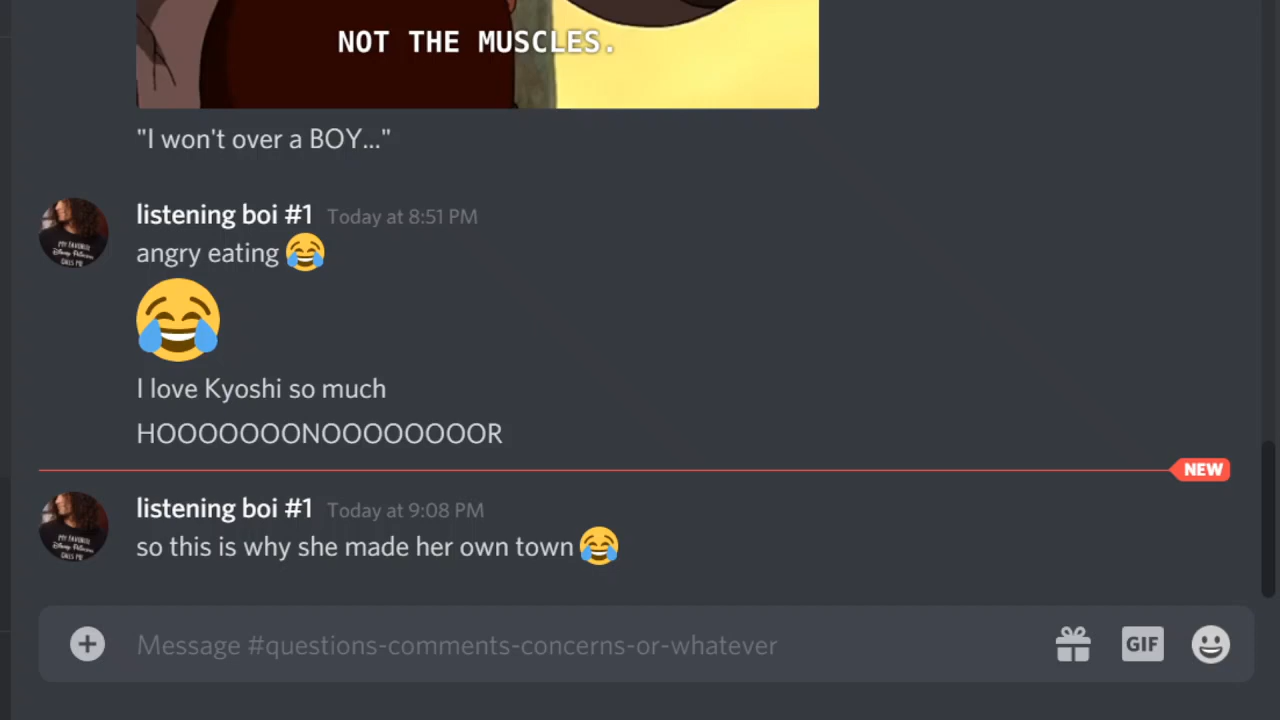 NOT THE MUSCLES.
"I won't over a BOY..."
listening boi #1 Today at 8:51 PM
angry eating 😂
😂
I love Kyoshi so much
HOOOOOOONOOOOOOOOR
NEW
listening boi #1 Today at 9:08 PM
so this is why she made her own town 😂
Message #questions-comments-concerns-or-whatever
GIF